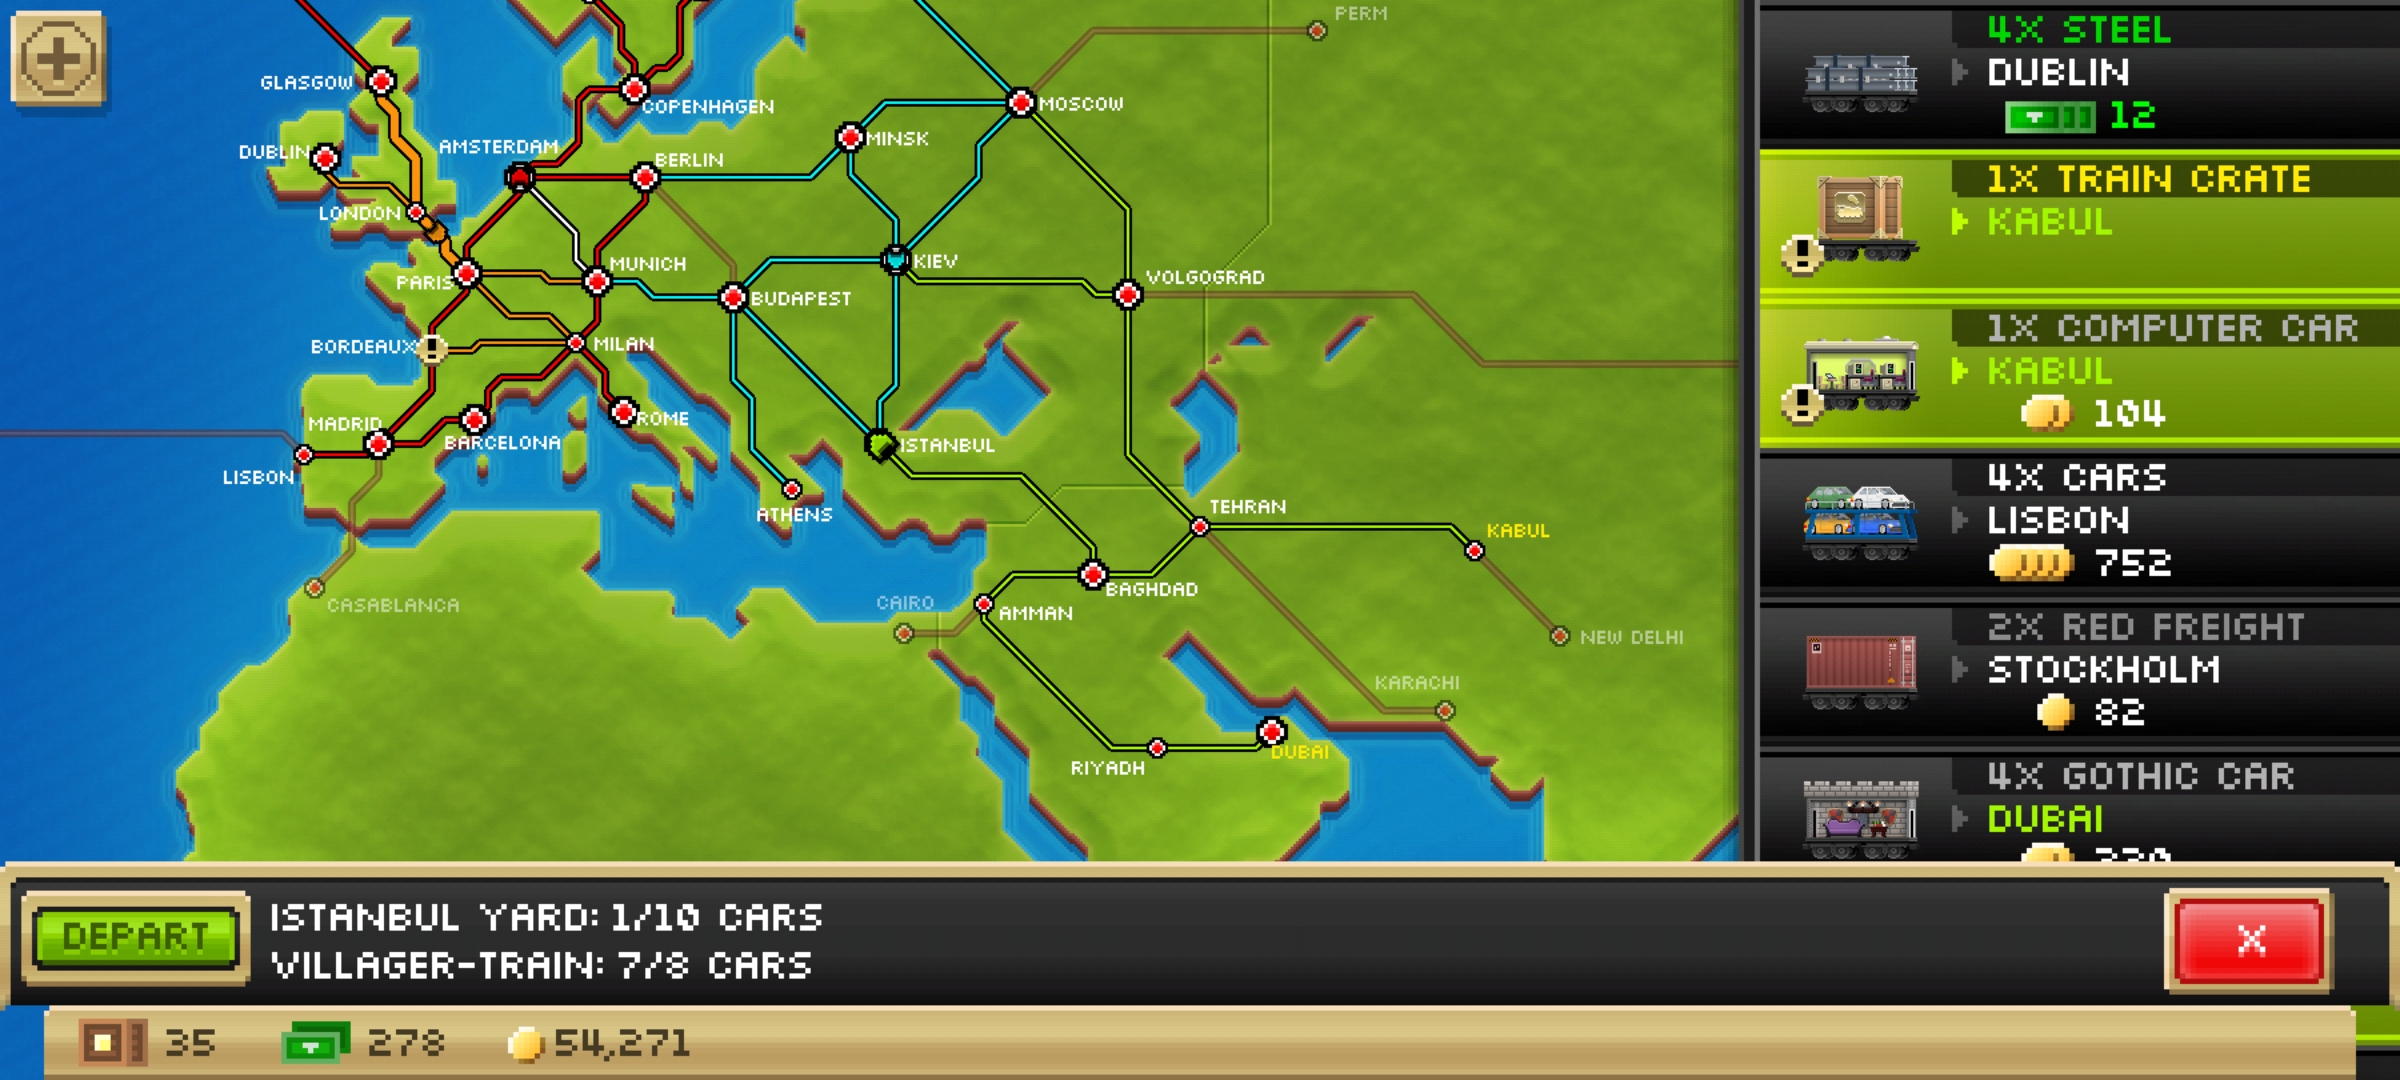 PERM
GLASGOW
COPENHAGEN
MOSCOW
MINSK
DUBLIN
AMSTERDAM
BERLIN
LONDON
PARIS
MUNICH
KIEV
BUDAPEST
VOLGOGRAD
BORDEAUX
MILAN
MADRID
BARCELONA
ROME
ISTANBUL
LISBON
ATHENS
TEHRAN
KABUL
CASABLANCA
CAIRO
BAGHDAD
AMMAN
NEW DELHI
KARACHI
RIYADH
DUBAI
4X STEEL
DUBLIN
12
1X TRAIN CRATE
KABUL
1X COMPUTER CAR
KABUL
104
4X CARS
LISBON
752
2X RED FREIGHT
STOCKHOLM
82
4X GOTHIC CAR
DUBAI
DEPART
ISTANBUL YARD: 1/10 CARS
VILLAGER-TRAIN: 7/8 CARS
X
35
278
54,271